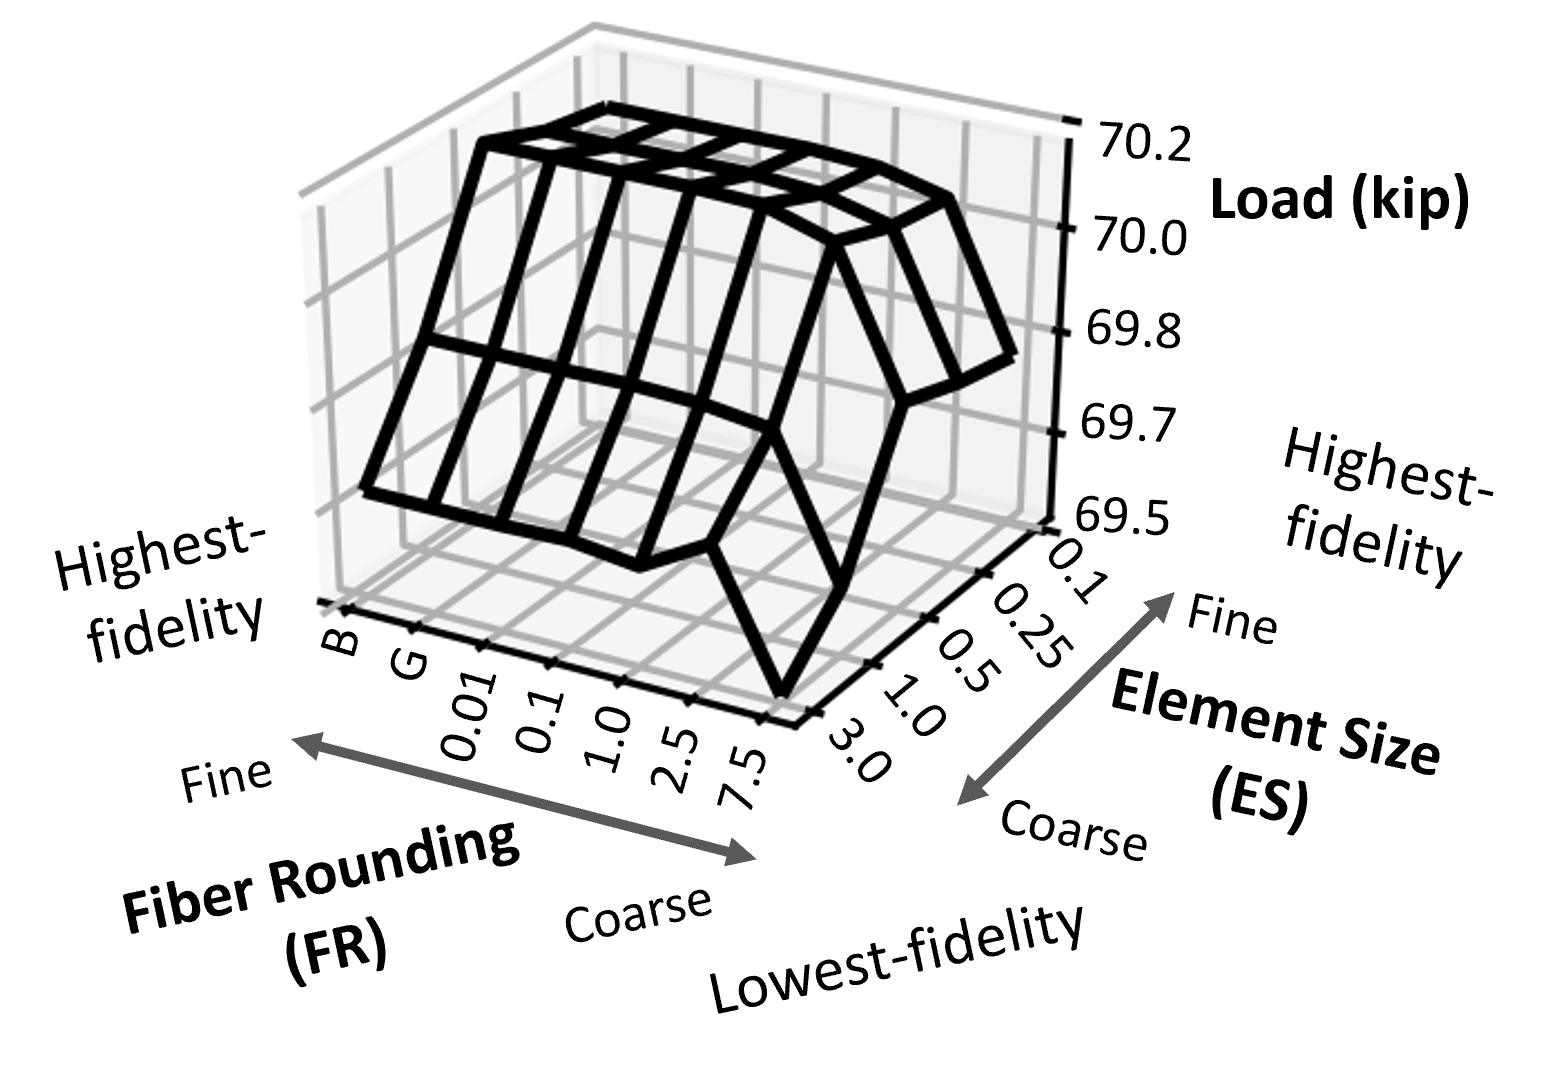 70.2
Load (kip)
70.0
69.8
69.7
69.5
Highest-
fidelity
Highest-
fidelity
0.1
0.25
0.5
1.0
3.0
Fine
Element Size
(ES)
Coarse
B
G
0.01
0.1
1.0
2.5
7.5
Fine
Fiber Rounding
(FR)
Coarse
Lowest-fidelity